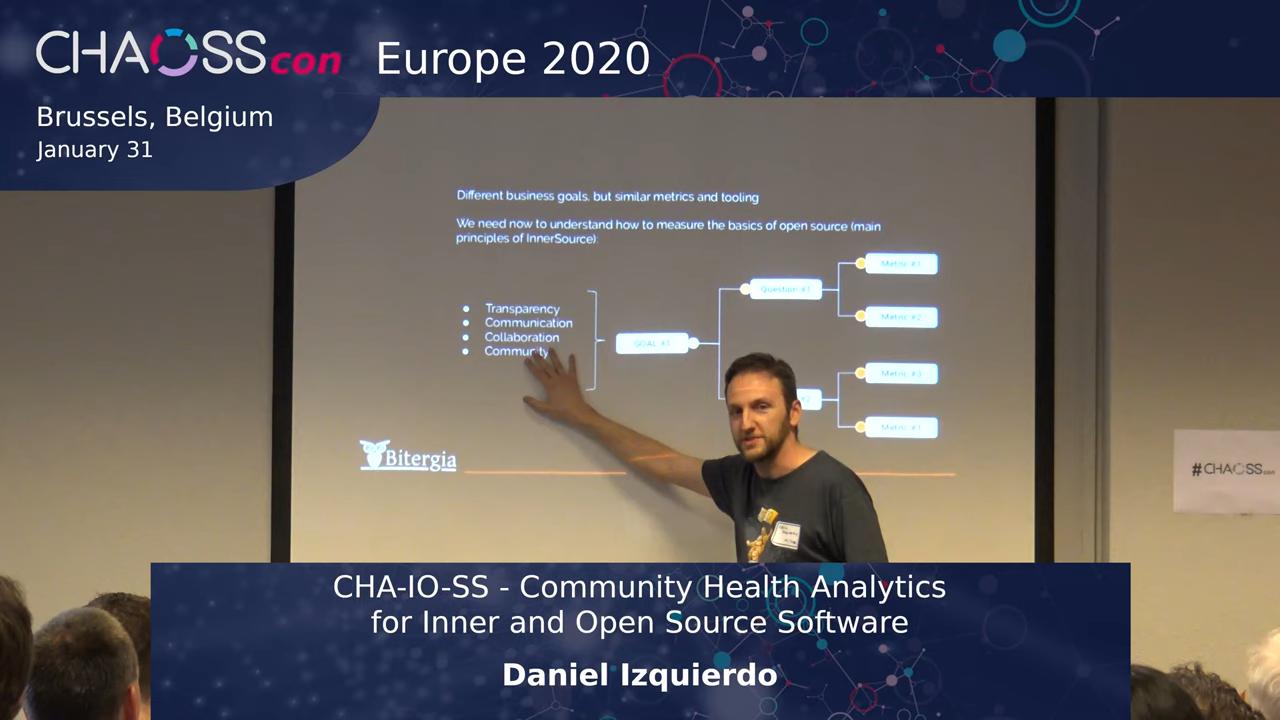 CHAOSScon Europe 2020
Brussels, Belgium
January 31
Different business goals, but similar metrics and tooling
We need now to understand how to measure the basics of open source (main
principles of InnerSource):
Transparency
Communication
Collaboration
Community
GOAL #1
Question #1
#2
Metric #1
Metric #2
Metric #3
Metric #1
Bitergia
#CHAOSScon
CHA-IO-SS - Community Health Analytics
for Inner and Open Source Software
Daniel Izquierdo